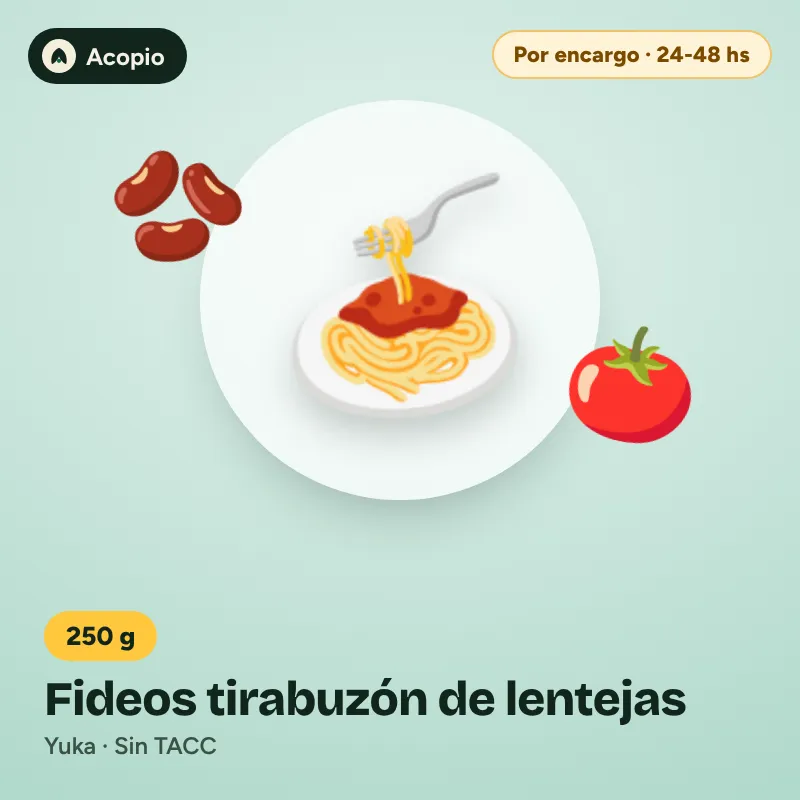 Acopio
Por encargo · 24-48 hs
250 g
Fideos tirabuzón de lentejas
Yuka · Sin TACC